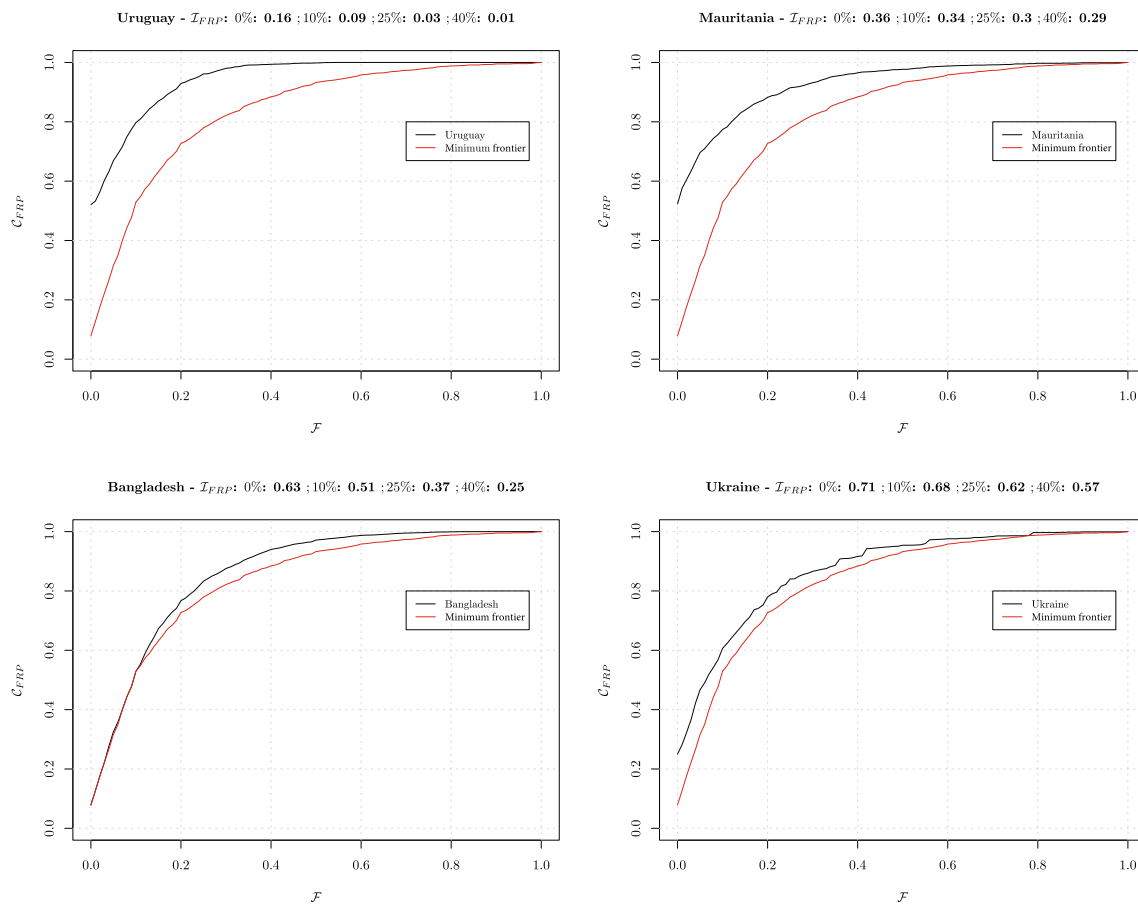 Uruguay - 𝓘_FRP: 0%: 0.16 ; 10%: 0.09 ; 25%: 0.03 ; 40%: 0.01
1.0
0.8
0.6
0.4
0.2
0.0
𝒞_FRP
Uruguay
Minimum frontier
0.0 0.2 0.4 0.6 0.8 1.0
ℱ
Mauritania - 𝓘_FRP: 0%: 0.36 ; 10%: 0.34 ; 25%: 0.3 ; 40%: 0.29
1.0
0.8
0.6
0.4
0.2
0.0
𝒞_FRP
Mauritania
Minimum frontier
0.0 0.2 0.4 0.6 0.8 1.0
ℱ
Bangladesh - 𝓘_FRP: 0%: 0.63 ; 10%: 0.51 ; 25%: 0.37 ; 40%: 0.25
1.0
0.8
0.6
0.4
0.2
0.0
𝒞_FRP
Bangladesh
Minimum frontier
0.0 0.2 0.4 0.6 0.8 1.0
ℱ
Ukraine - 𝓘_FRP: 0%: 0.71 ; 10%: 0.68 ; 25%: 0.62 ; 40%: 0.57
1.0
0.8
0.6
0.4
0.2
0.0
𝒞_FRP
Ukraine
Minimum frontier
0.0 0.2 0.4 0.6 0.8 1.0
ℱ